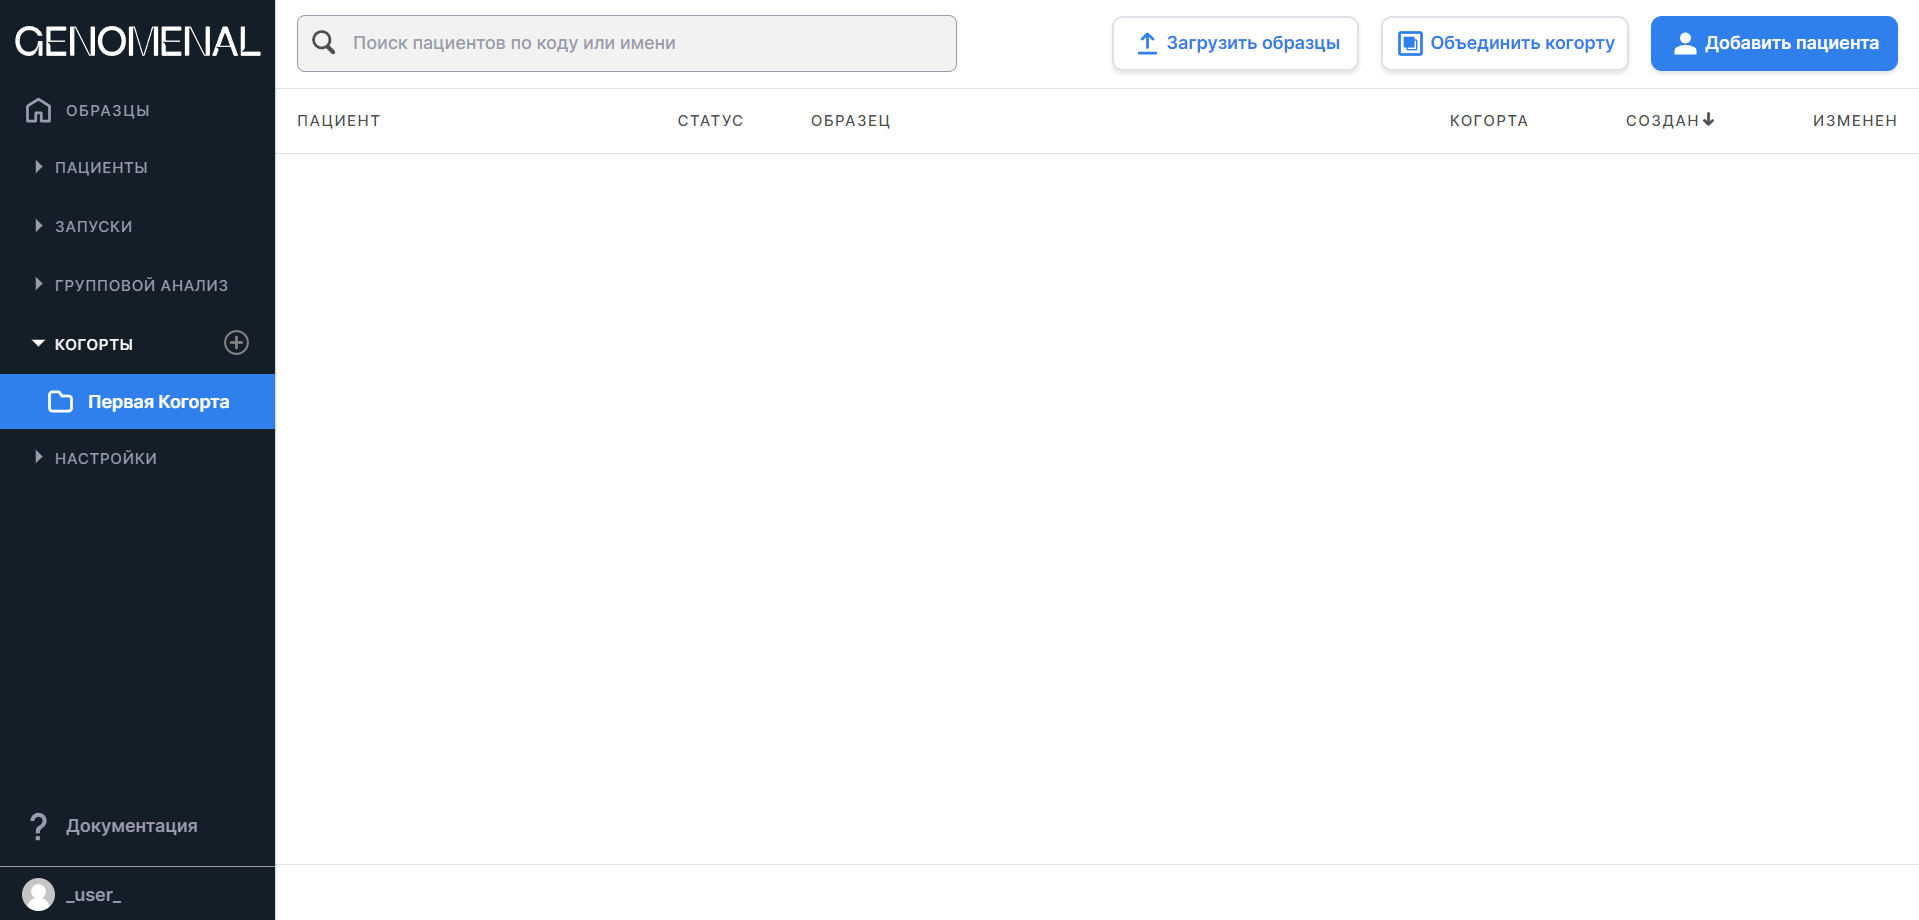 GENOMENAL
ОБРАЗЦЫ
ПАЦИЕНТЫ
ЗАПУСКИ
ГРУППОВОЙ АНАЛИЗ
КОГОРТЫ
Первая Когорта
НАСТРОЙКИ
Документация
_user_
Поиск пациентов по коду или имени
Загрузить образцы
Объединить когорту
Добавить пациента
ПАЦИЕНТ СТАТУС ОБРАЗЕЦ КОГОРТА СОЗДАН ИЗМЕНЕН